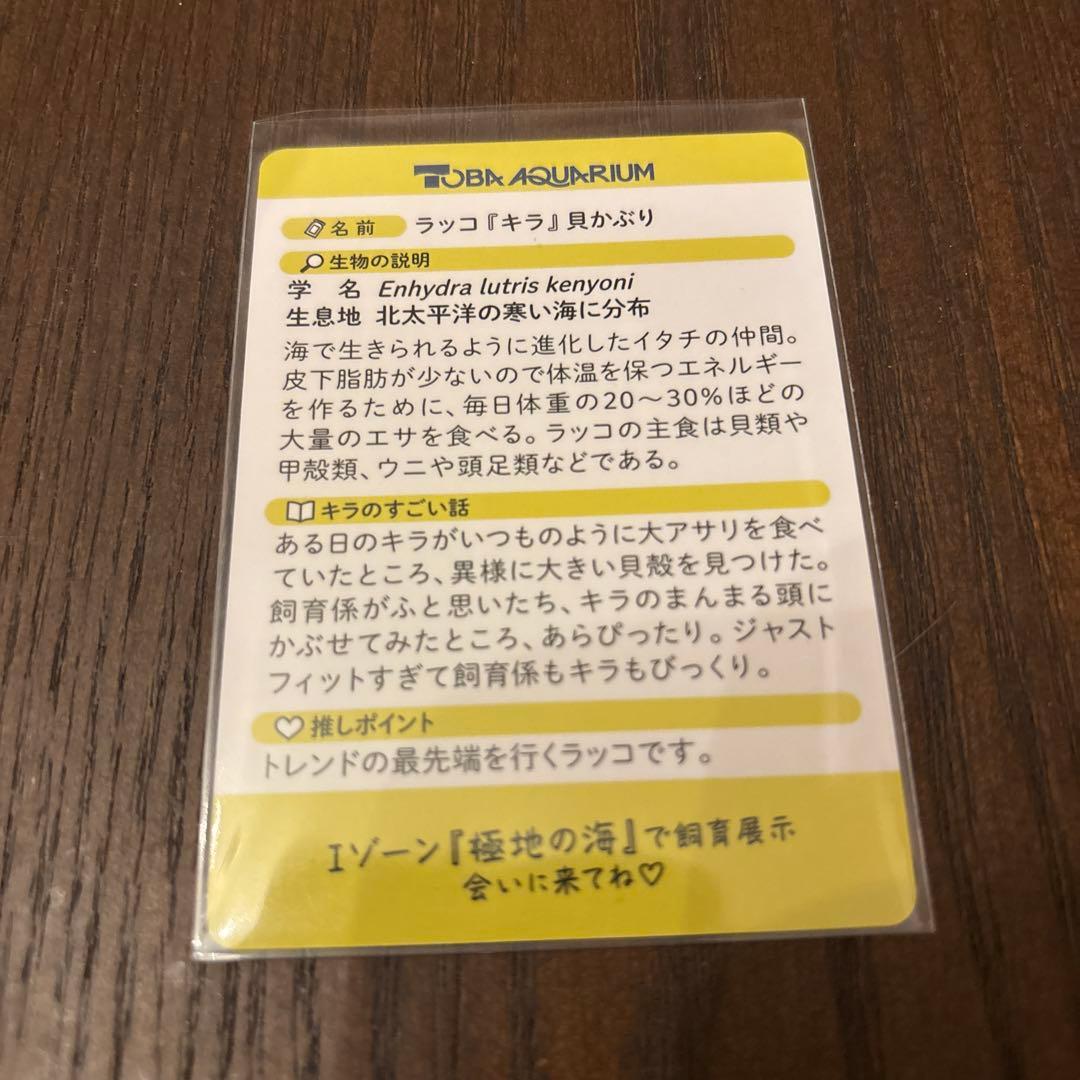 TOBA AQUARIUM
名前 ラッコ『キラ』貝かぶり
生物の説明
学 名 Enhydra lutris kenyoni
生息地 北太平洋の寒い海に分布
海で生きられるように進化したイタチの仲間。
皮下脂肪が少ないので体温を保つエネルギー
を作るために、毎日体重の20〜30%ほどの
大量のエサを食べる。ラッコの主食は貝類や
甲殻類、ウニや頭足類などである。
キラのすごい話
ある日のキラがいつものように大アサリを食べ
ていたところ、異様に大きい貝殻を見つけた。
飼育係がふと思いたち、キラのまんまる頭に
かぶせてみたところ、あらぴったり。ジャスト
フィットすぎて飼育係もキラもびっくり。
推しポイント
トレンドの最先端を行くラッコです。
Iゾーン『極地の海』で飼育展示
会いに来てね♡